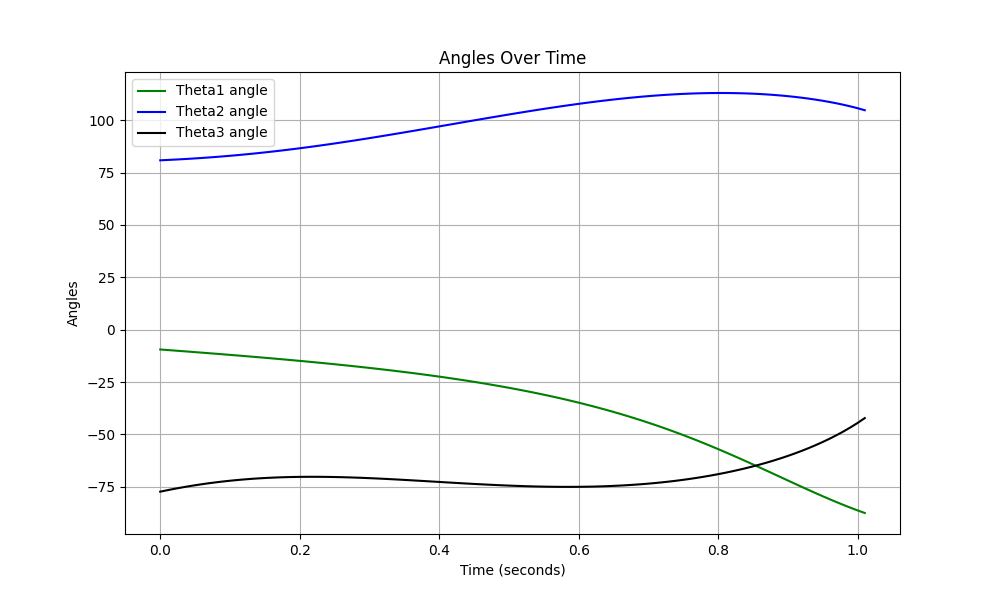 Angles Over Time
Theta1 angle
Theta2 angle
Theta3 angle
100
75
50
25
0
−25
−50
−75
Angles
0.0 0.2 0.4 0.6 0.8 1.0
Time (seconds)